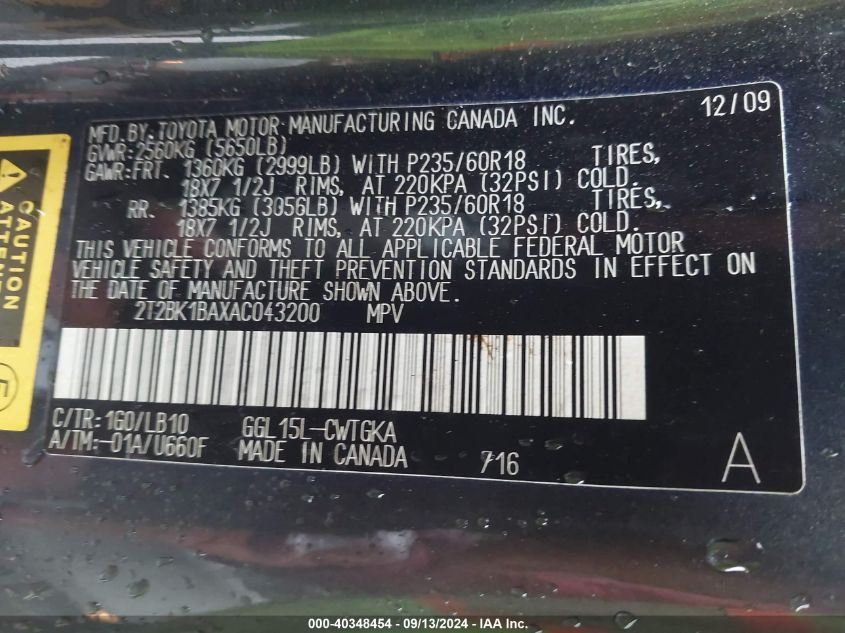 MFD. BY: TOYOTA MOTOR MANUFACTURING CANADA INC. 12/09
GVWR: 2560KG (5650LB)
GAWR: FRT. 1360KG (2999LB) WITH P235/60R18 TIRES,
18X7 1/2J RIMS, AT 220KPA (32PSI) COLD.
RR. 1385KG (3056LB) WITH P235/60R18 TIRES,
18X7 1/2J RIMS, AT 220KPA (32PSI) COLD.
THIS VEHICLE CONFORMS TO ALL APPLICABLE FEDERAL MOTOR
VEHICLE SAFETY AND THEFT PREVENTION STANDARDS IN EFFECT ON
THE DATE OF MANUFACTURE SHOWN ABOVE.
2T2BK1BAXAC043200 MPV
C/TR: 1G0/LB10 GGL15L-CWTGKA
A/TM: -01A/U660F MADE IN CANADA 716 A
CAUTION
000-40348454 - 09/13/2024 - IAA Inc.